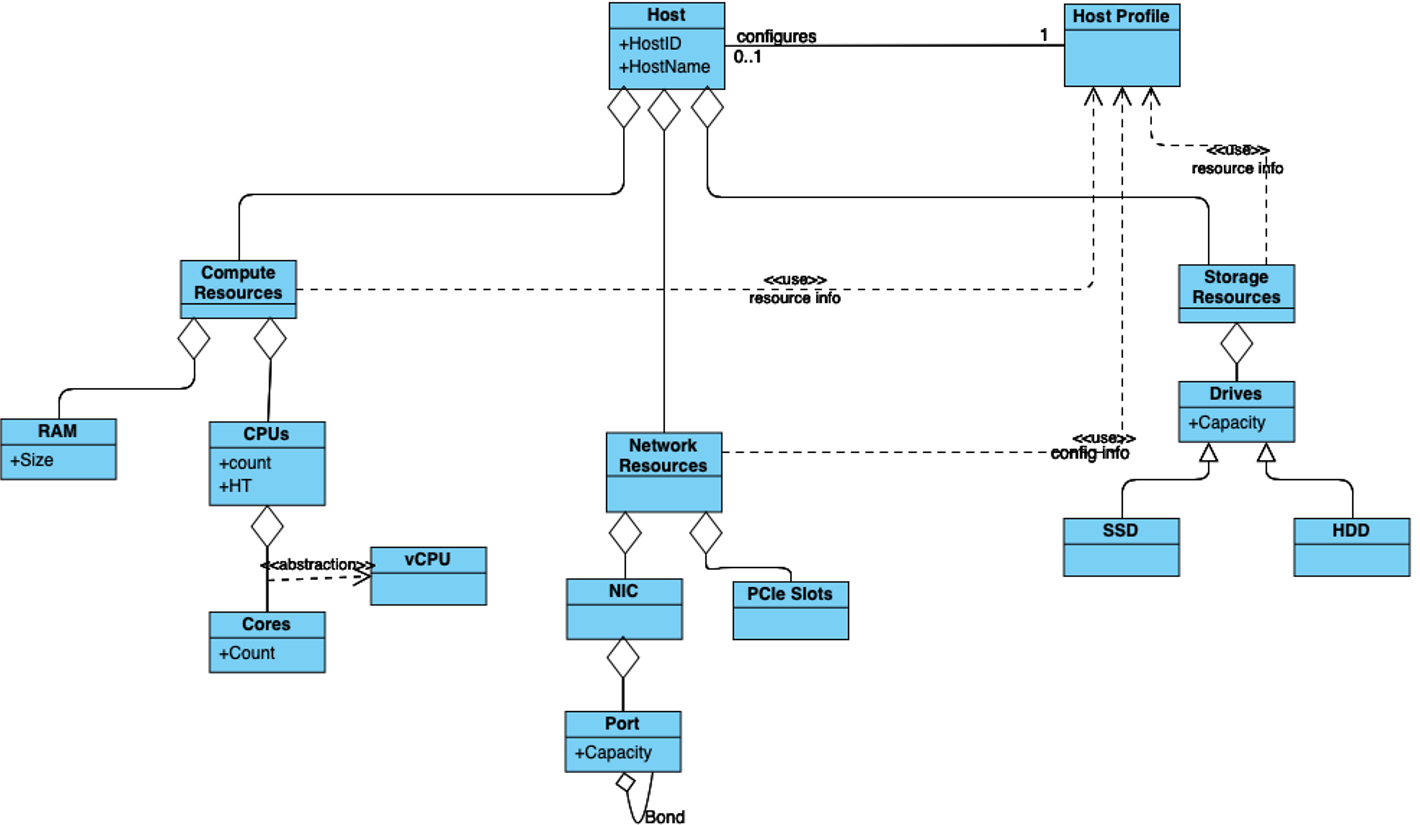 Host
+HostID
+HostName
configures
0..1
1
Host Profile
<<use>>
resource info
Compute
Resources
<<use>>
resource info
Storage
Resources
RAM
+Size
CPUs
+count
+HT
Network
Resources
<<use>>
config info
Drives
+Capacity
SSD
HDD
<<abstraction>>
vCPU
Cores
+Count
NIC
PCIe Slots
Port
+Capacity
Bond